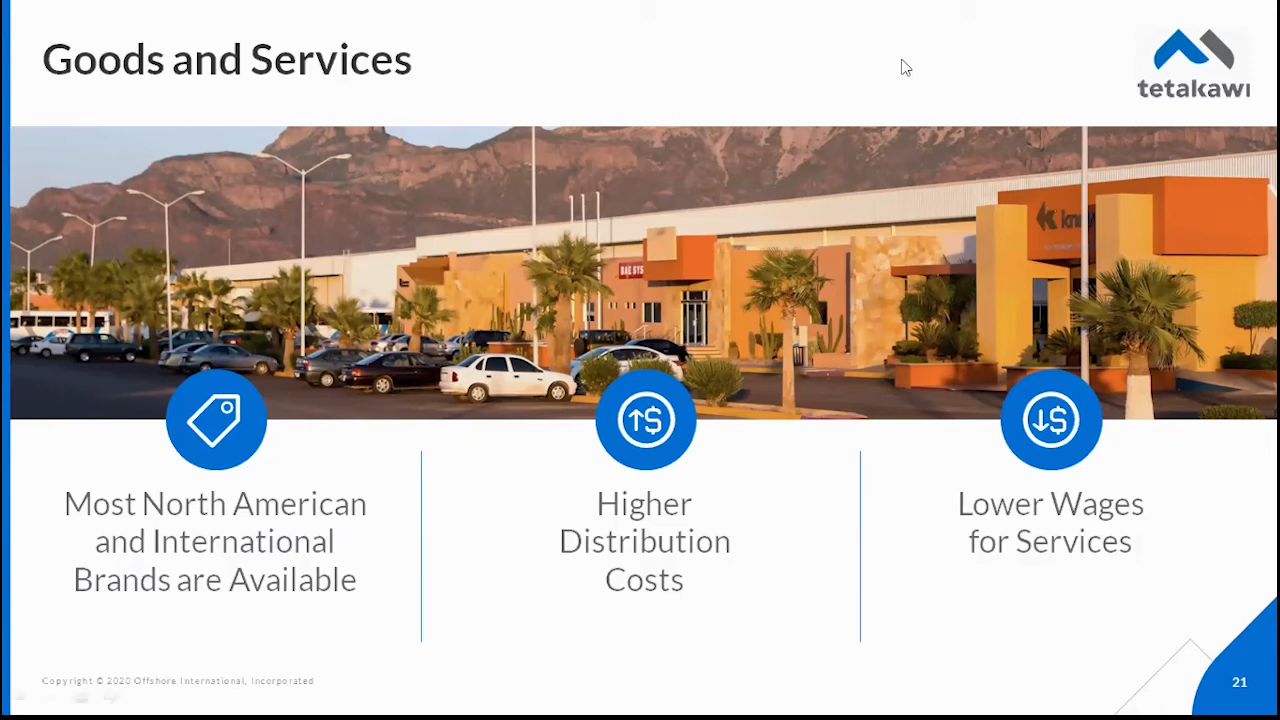 Goods and Services
tetakawi
BAE SYS
Most North American
and International
Brands are Available
Higher
Distribution
Costs
Lower Wages
for Services
Copyright © 2020 Offshore International, Incorporated
21